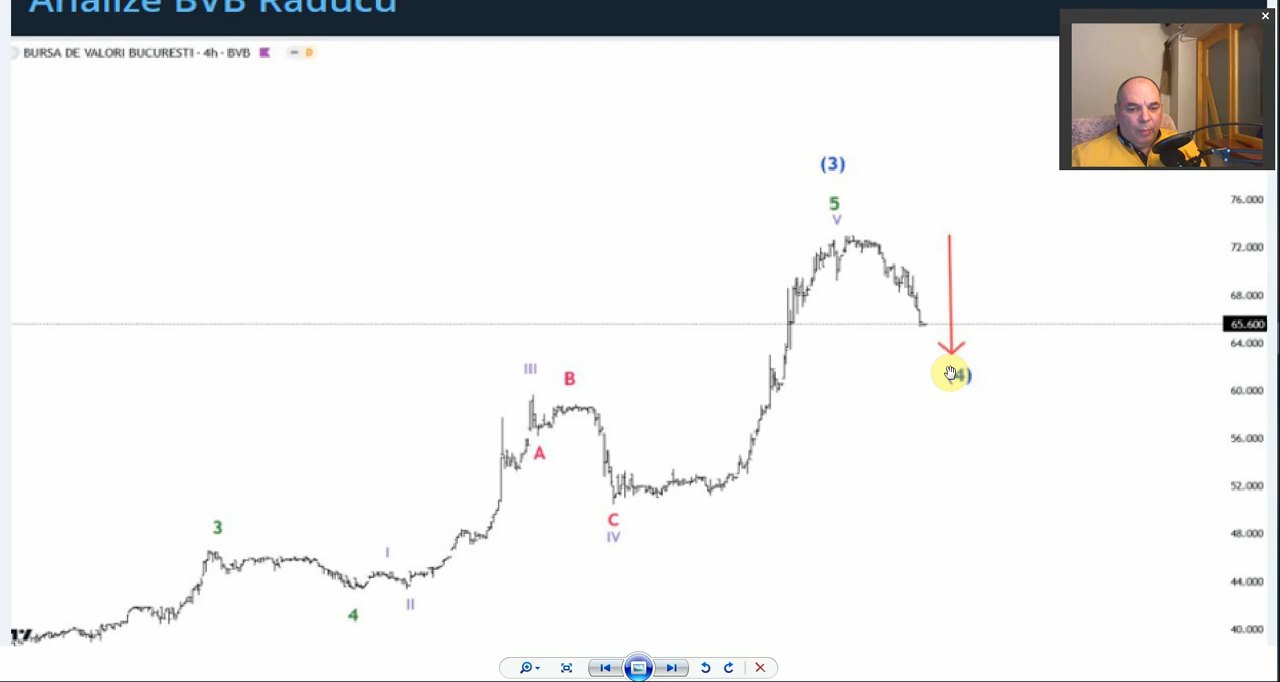 Analize BVB Raducu
BURSA DE VALORI BUCURESTI · 4h · BVB
D
(3)
5
V
76.000
72.000
68.000
65.600
64.000
(4)
60.000
III
B
56.000
A
52.000
C
IV
3
48.000
I
44.000
II
4
40.000